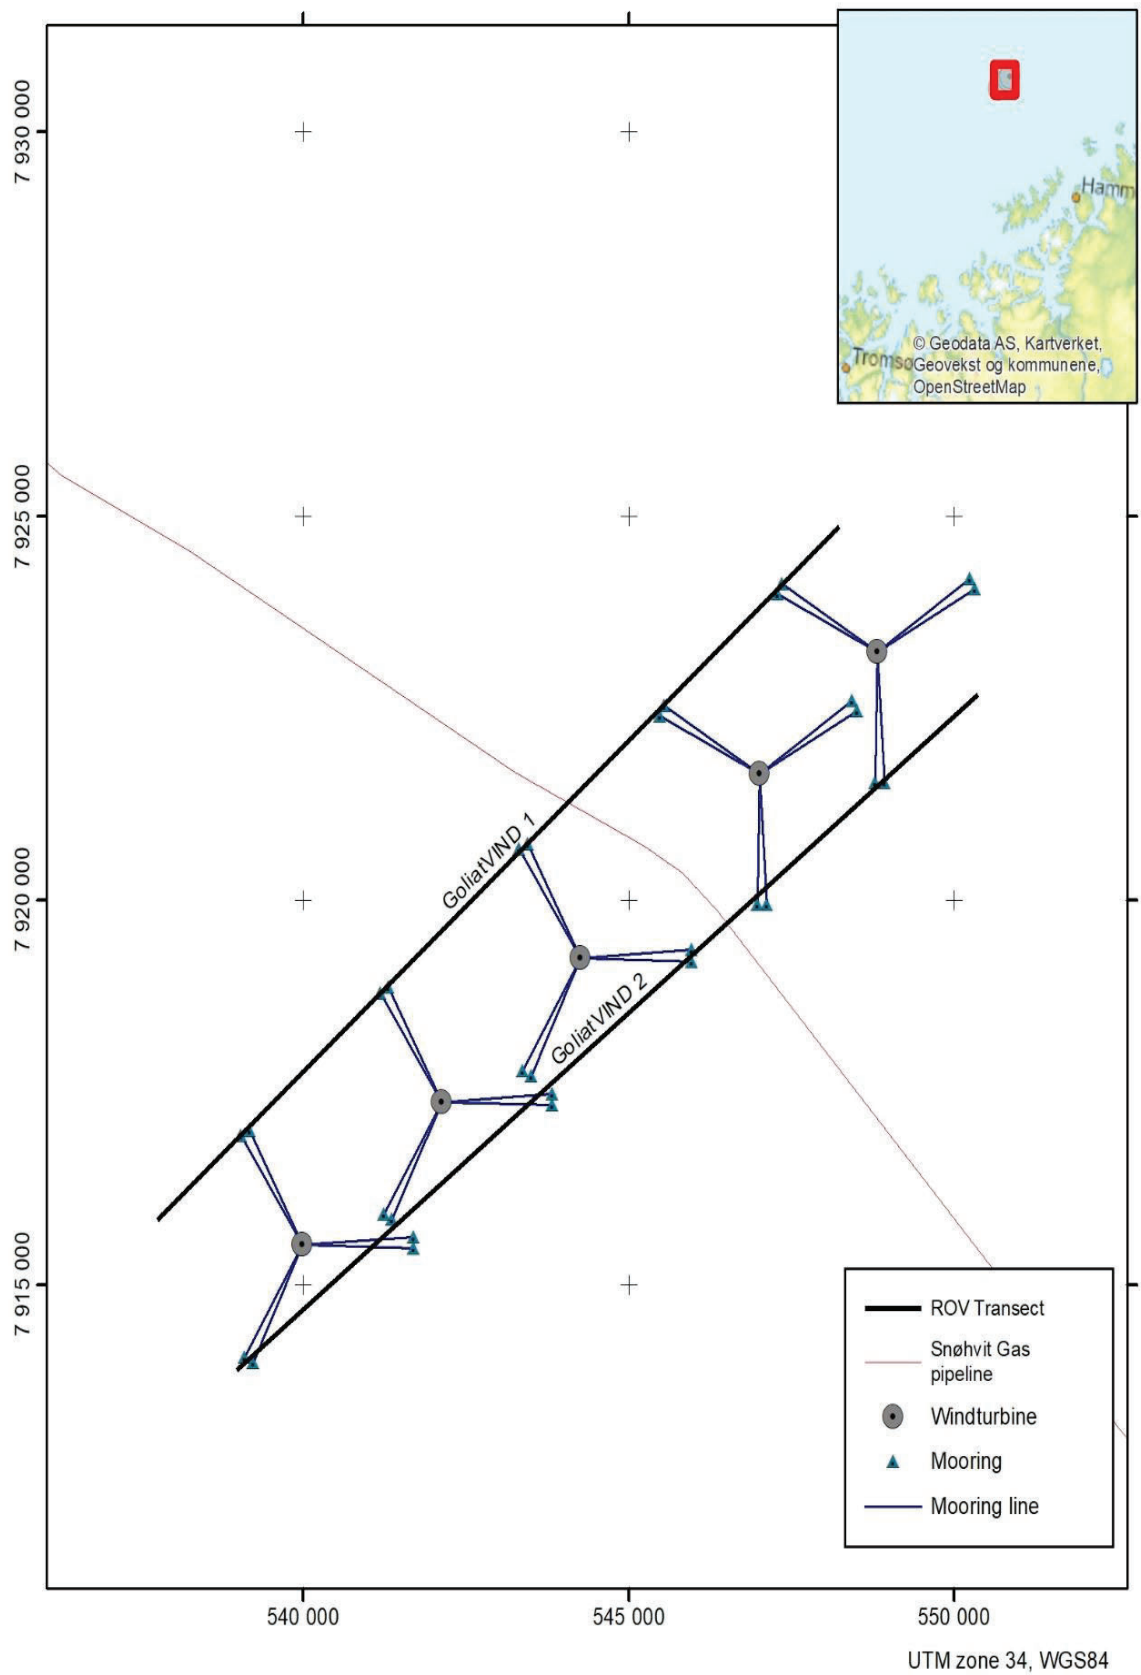 Hamm
Tromsø
© Geodata AS, Kartverket,
Geovekst og kommunene,
OpenStreetMap
7 930 000
7 925 000
7 920 000
7 915 000
GoliatVIND 1
GoliatVIND 2
ROV Transect
Snøhvit Gas
pipeline
Windturbine
Mooring
Mooring line
540 000
545 000
550 000
UTM zone 34, WGS84